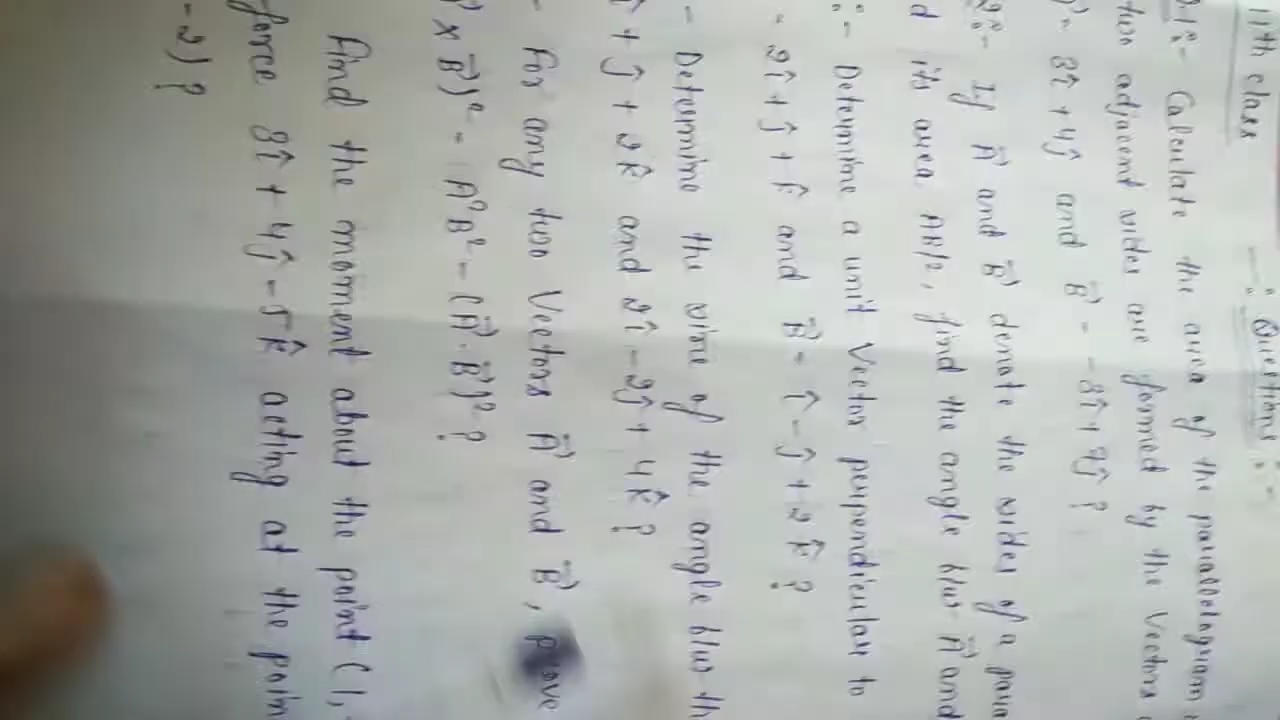 11th class
Questions :-
Q.1:- Calculate the area of the parallelogram
two adjacent sides are formed by the Vectors
= 3î + 4ĵ and B⃗ = -3î + 7ĵ ?
2:- If A⃗ and B⃗ denote the sides of a para
d its area AB/2, find the angle b/w A⃗ and
:- Determine a unit Vector perpendicular to
= 2î + ĵ + k̂ and B⃗ = î - ĵ + 2k̂ ?
- Determine the sine of the angle b/w th
+ ĵ + 2k̂ and 2î - 2ĵ + 4k̂ ?
- For any two Vectors A⃗ and B⃗, prove
x B⃗)² = A²B² - (A⃗ · B⃗)² ?
Find the moment about the point (1, -
force 3î + 4ĵ - 5k̂ acting at the poin
- 2) ?